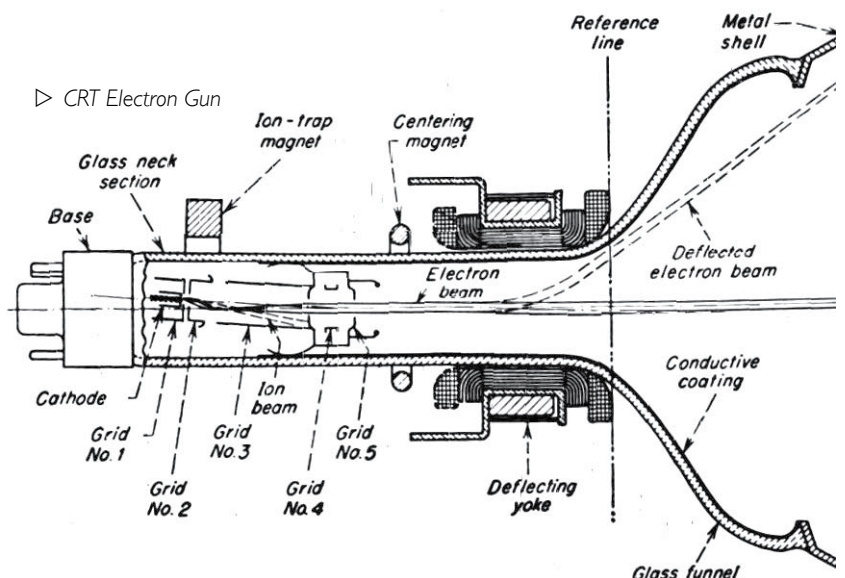 Reference
line
Metal
shell
▷ CRT Electron Gun
Ion-trap
magnet
Centering
magnet
Glass neck
section
Base
Deflected
electron beam
Electron
beam
Cathode
Ion
beam
Conductive
coating
Grid
No.1
Grid
No.3
Grid
No.5
Grid
No.2
Grid
No.4
Deflecting
yoke
Glass funnel